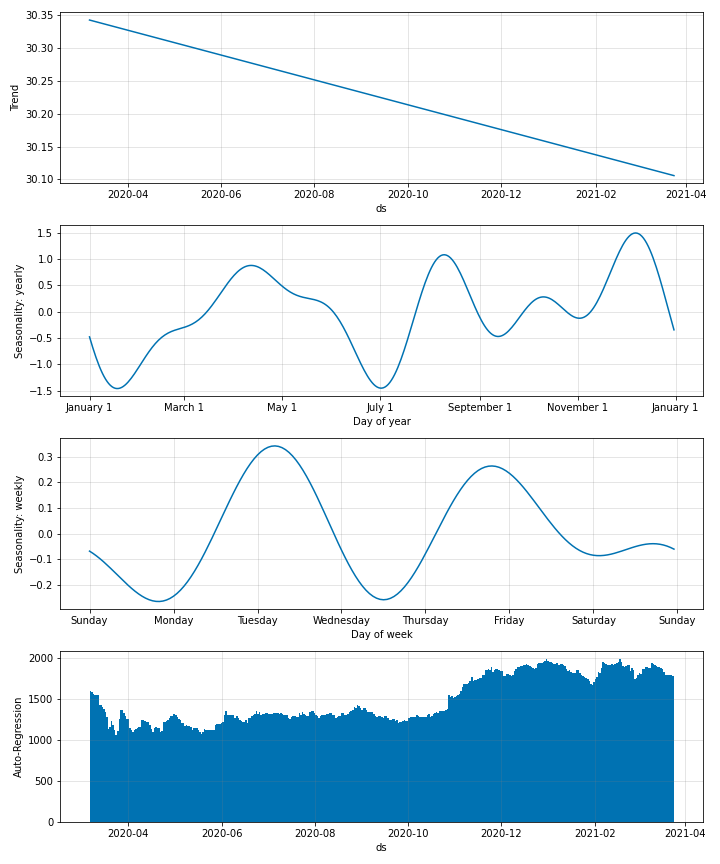 30.35
30.30
30.25
30.20
30.15
30.10
Trend
2020-04 2020-06 2020-08 2020-10 2020-12 2021-02 2021-04
ds
1.5
1.0
0.5
0.0
−0.5
−1.0
−1.5
Seasonality: yearly
January 1 March 1 May 1 July 1 September 1 November 1 January 1
Day of year
0.3
0.2
0.1
0.0
−0.1
−0.2
Seasonality: weekly
Sunday Monday Tuesday Wednesday Thursday Friday Saturday Sunday
Day of week
2000
1500
1000
500
0
Auto-Regression
2020-04 2020-06 2020-08 2020-10 2020-12 2021-02 2021-04
ds